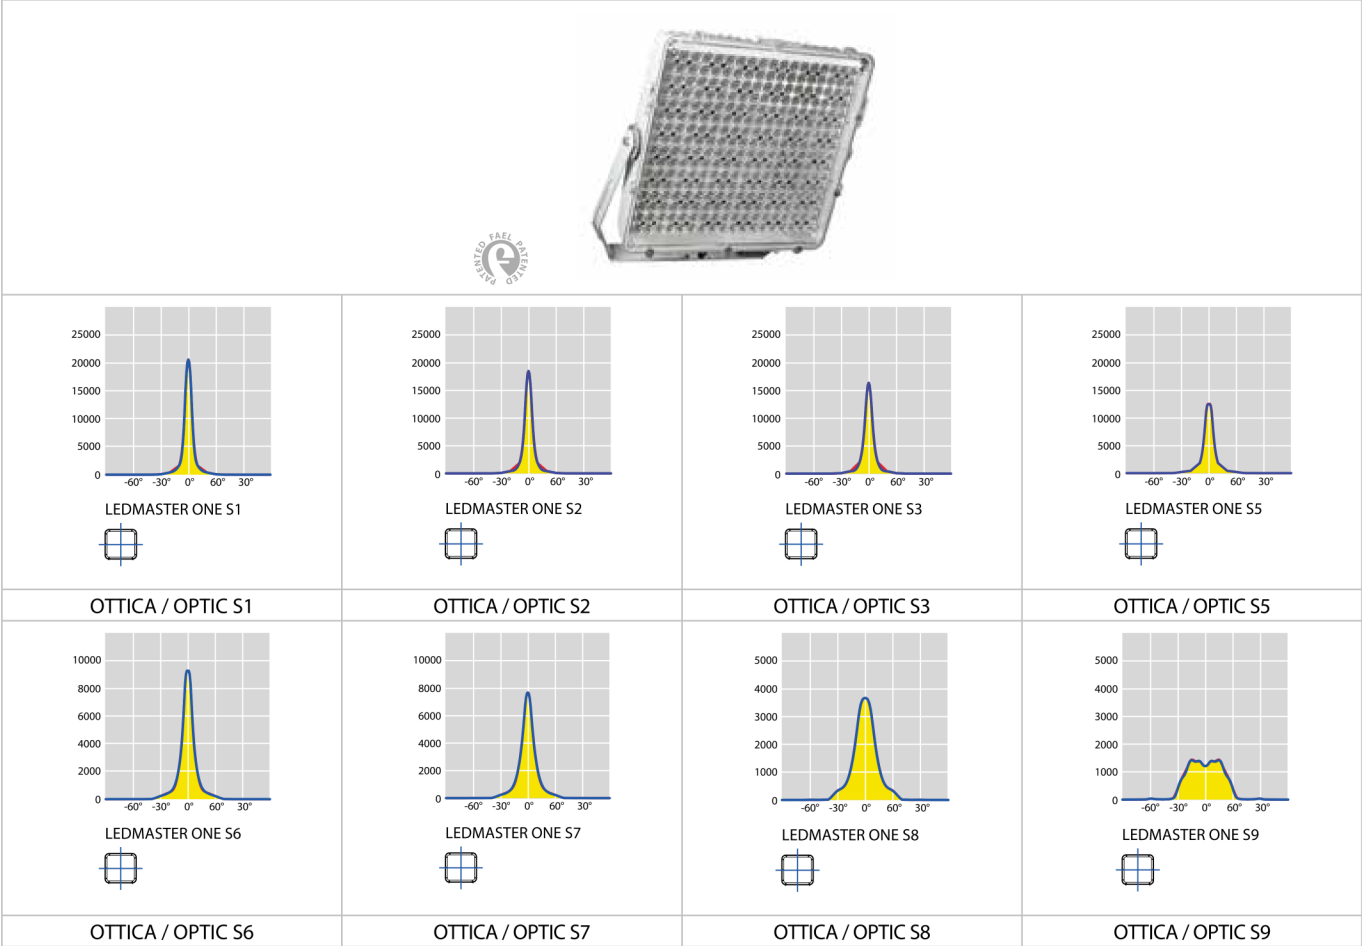 PATENTED FAEL PATENTED
25000
20000
15000
10000
5000
0
-60° -30° 0° 60° 30°
LEDMASTER ONE S1
25000
20000
15000
10000
5000
0
-60° -30° 0° 60° 30°
LEDMASTER ONE S2
25000
20000
15000
10000
5000
0
-60° -30° 0° 60° 30°
LEDMASTER ONE S3
25000
20000
15000
10000
5000
0
-60° -30° 0° 60° 30°
LEDMASTER ONE S5
OTTICA / OPTIC S1
OTTICA / OPTIC S2
OTTICA / OPTIC S3
OTTICA / OPTIC S5
10000
8000
6000
4000
2000
0
-60° -30° 0° 60° 30°
LEDMASTER ONE S6
10000
8000
6000
4000
2000
0
-60° -30° 0° 60° 30°
LEDMASTER ONE S7
5000
4000
3000
2000
1000
0
-60° -30° 0° 60° 30°
LEDMASTER ONE S8
5000
4000
3000
2000
1000
0
-60° -30° 0° 60° 30°
LEDMASTER ONE S9
OTTICA / OPTIC S6
OTTICA / OPTIC S7
OTTICA / OPTIC S8
OTTICA / OPTIC S9